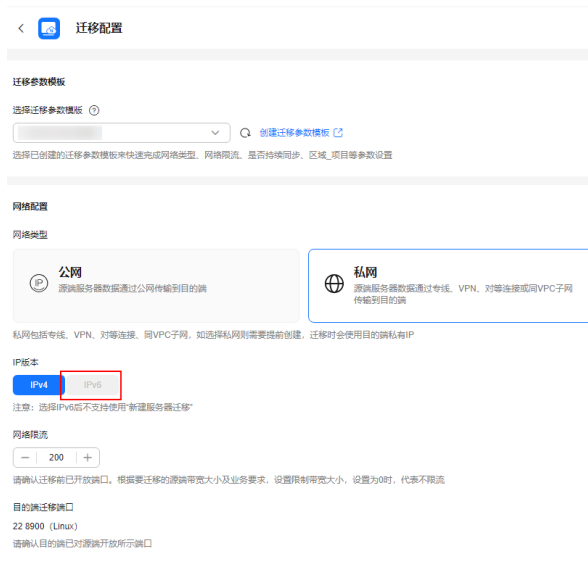 迁移配置
迁移参数模板
选择迁移参数模板
创建迁移参数模板
选择已创建的迁移参数模板来快速完成网络类型、网络限流、是否持续同步、区域_项目等参数设置
网络配置
网络类型
公网
源端服务器数据通过公网传输到目的端
私网
源端服务器数据通过专线、VPN、对等连接或同VPC子网
传输到目的端
私网包括专线、VPN、对等连接、同VPC子网，如选择私网则需要提前创建，迁移时会使用目的端私有IP
IP版本
IPv4 IPv6
注意：选择IPv6后不支持使用“新建服务器迁移”
网络限流
— 200 +
请确认迁移前已开放端口。根据要迁移的源端带宽大小及业务要求，设置限制带宽大小，设置为0时，代表不限流
目的端迁移端口
22 8900（Linux）
请确认目的端已对源端开放所示端口